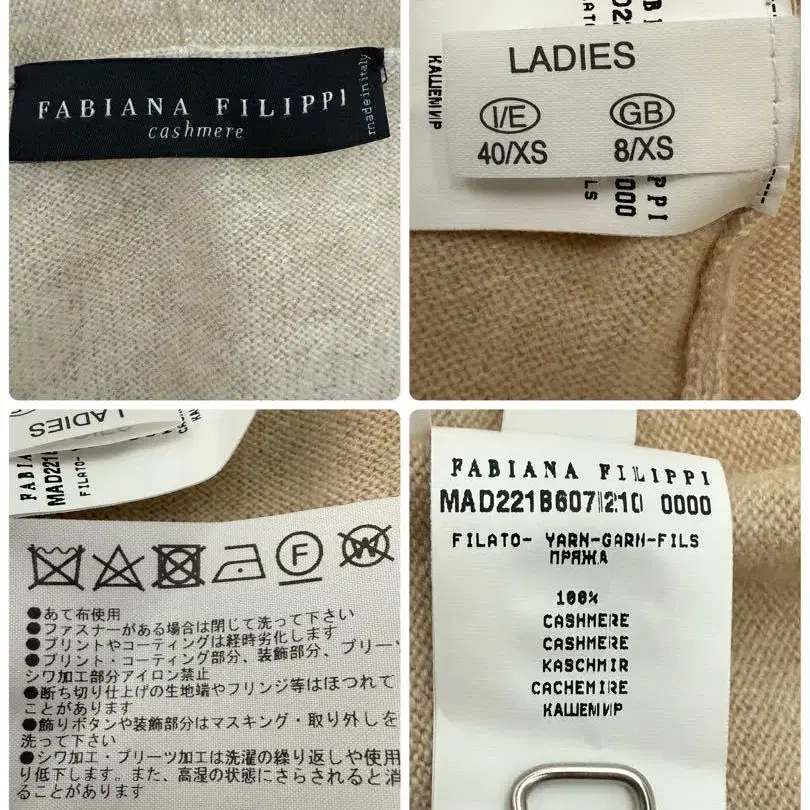 FABIANA FILIPPI
cashmere
made in italy
КАШЕМИР
LADIES
I/E
GB
40/XS
8/XS
LADIES
MAD221
FILATO-
F
W
●あて布使用
●ファスナーがある場合は閉じて洗って下さい
●プリントやコーティングは経時劣化します
●プリント・コーティング部分、装飾部分、プリーツ
シワ加工部分アイロン禁止
●断ち切り仕上げの生地端やフリンジ等はほつれて
ことがあります
●飾りボタンや装飾部分はマスキング・取り外しを
洗って下さい
●シワ加工・プリーツ加工は洗濯の繰り返しや使用
り低下します。また、高湿の状態にさらされると消
ることがあります
FABIANA FILIPPI
MAD221B607I210 0000
FILATO- YARN-GARN-FILS
ПРЯЖА
100%
CASHMERE
CASHMERE
KASCHMIR
CACHEMIRE
КАШЕМИР